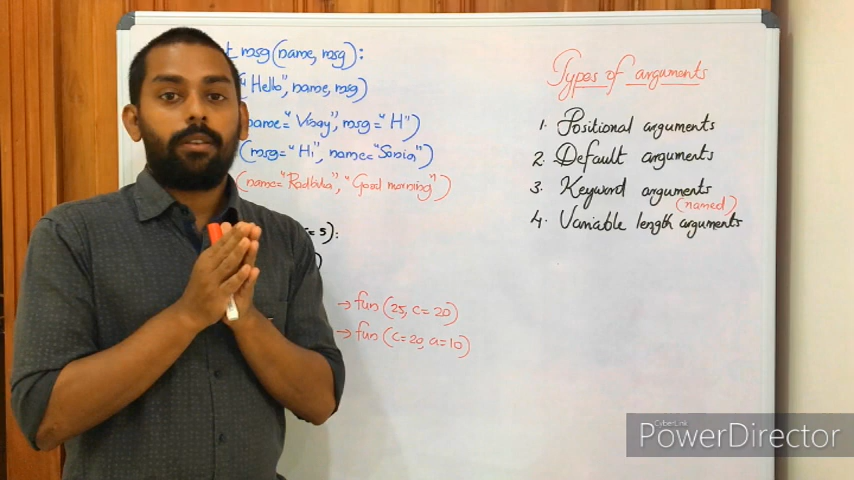 t msg(name, msg):
"Hello", name, msg)
name="Vinay", msg="H")
(msg="Hi", name="Sonia")
(name="Radhika", "Good morning")
=5):
)
→ fun(25, c=20)
→ fun(c=20, a=10)
Types of arguments
1. Positional arguments
2. Default arguments
3. Keyword arguments
(named)
4. Variable length arguments
CyberLink
PowerDirector